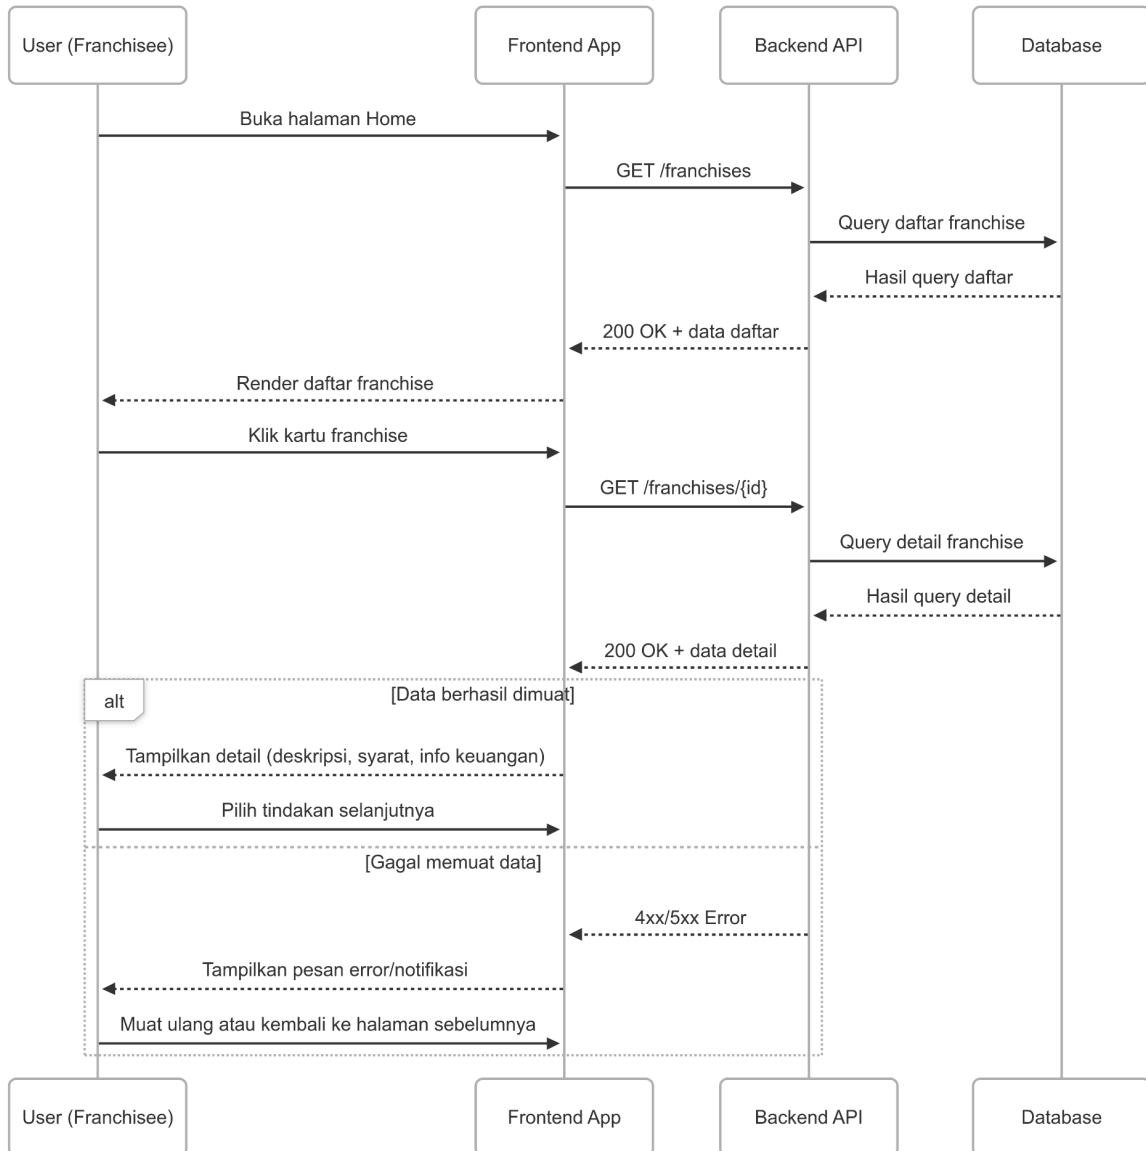 User (Franchisee)
Frontend App
Backend API
Database
Buka halaman Home
GET /franchises
Query daftar franchise
Hasil query daftar
200 OK + data daftar
Render daftar franchise
Klik kartu franchise
GET /franchises/{id}
Query detail franchise
Hasil query detail
200 OK + data detail
alt
[Data berhasil dimuat]
Tampilkan detail (deskripsi, syarat, info keuangan)
Pilih tindakan selanjutnya
[Gagal memuat data]
4xx/5xx Error
Tampilkan pesan error/notifikasi
Muat ulang atau kembali ke halaman sebelumnya
User (Franchisee)
Frontend App
Backend API
Database